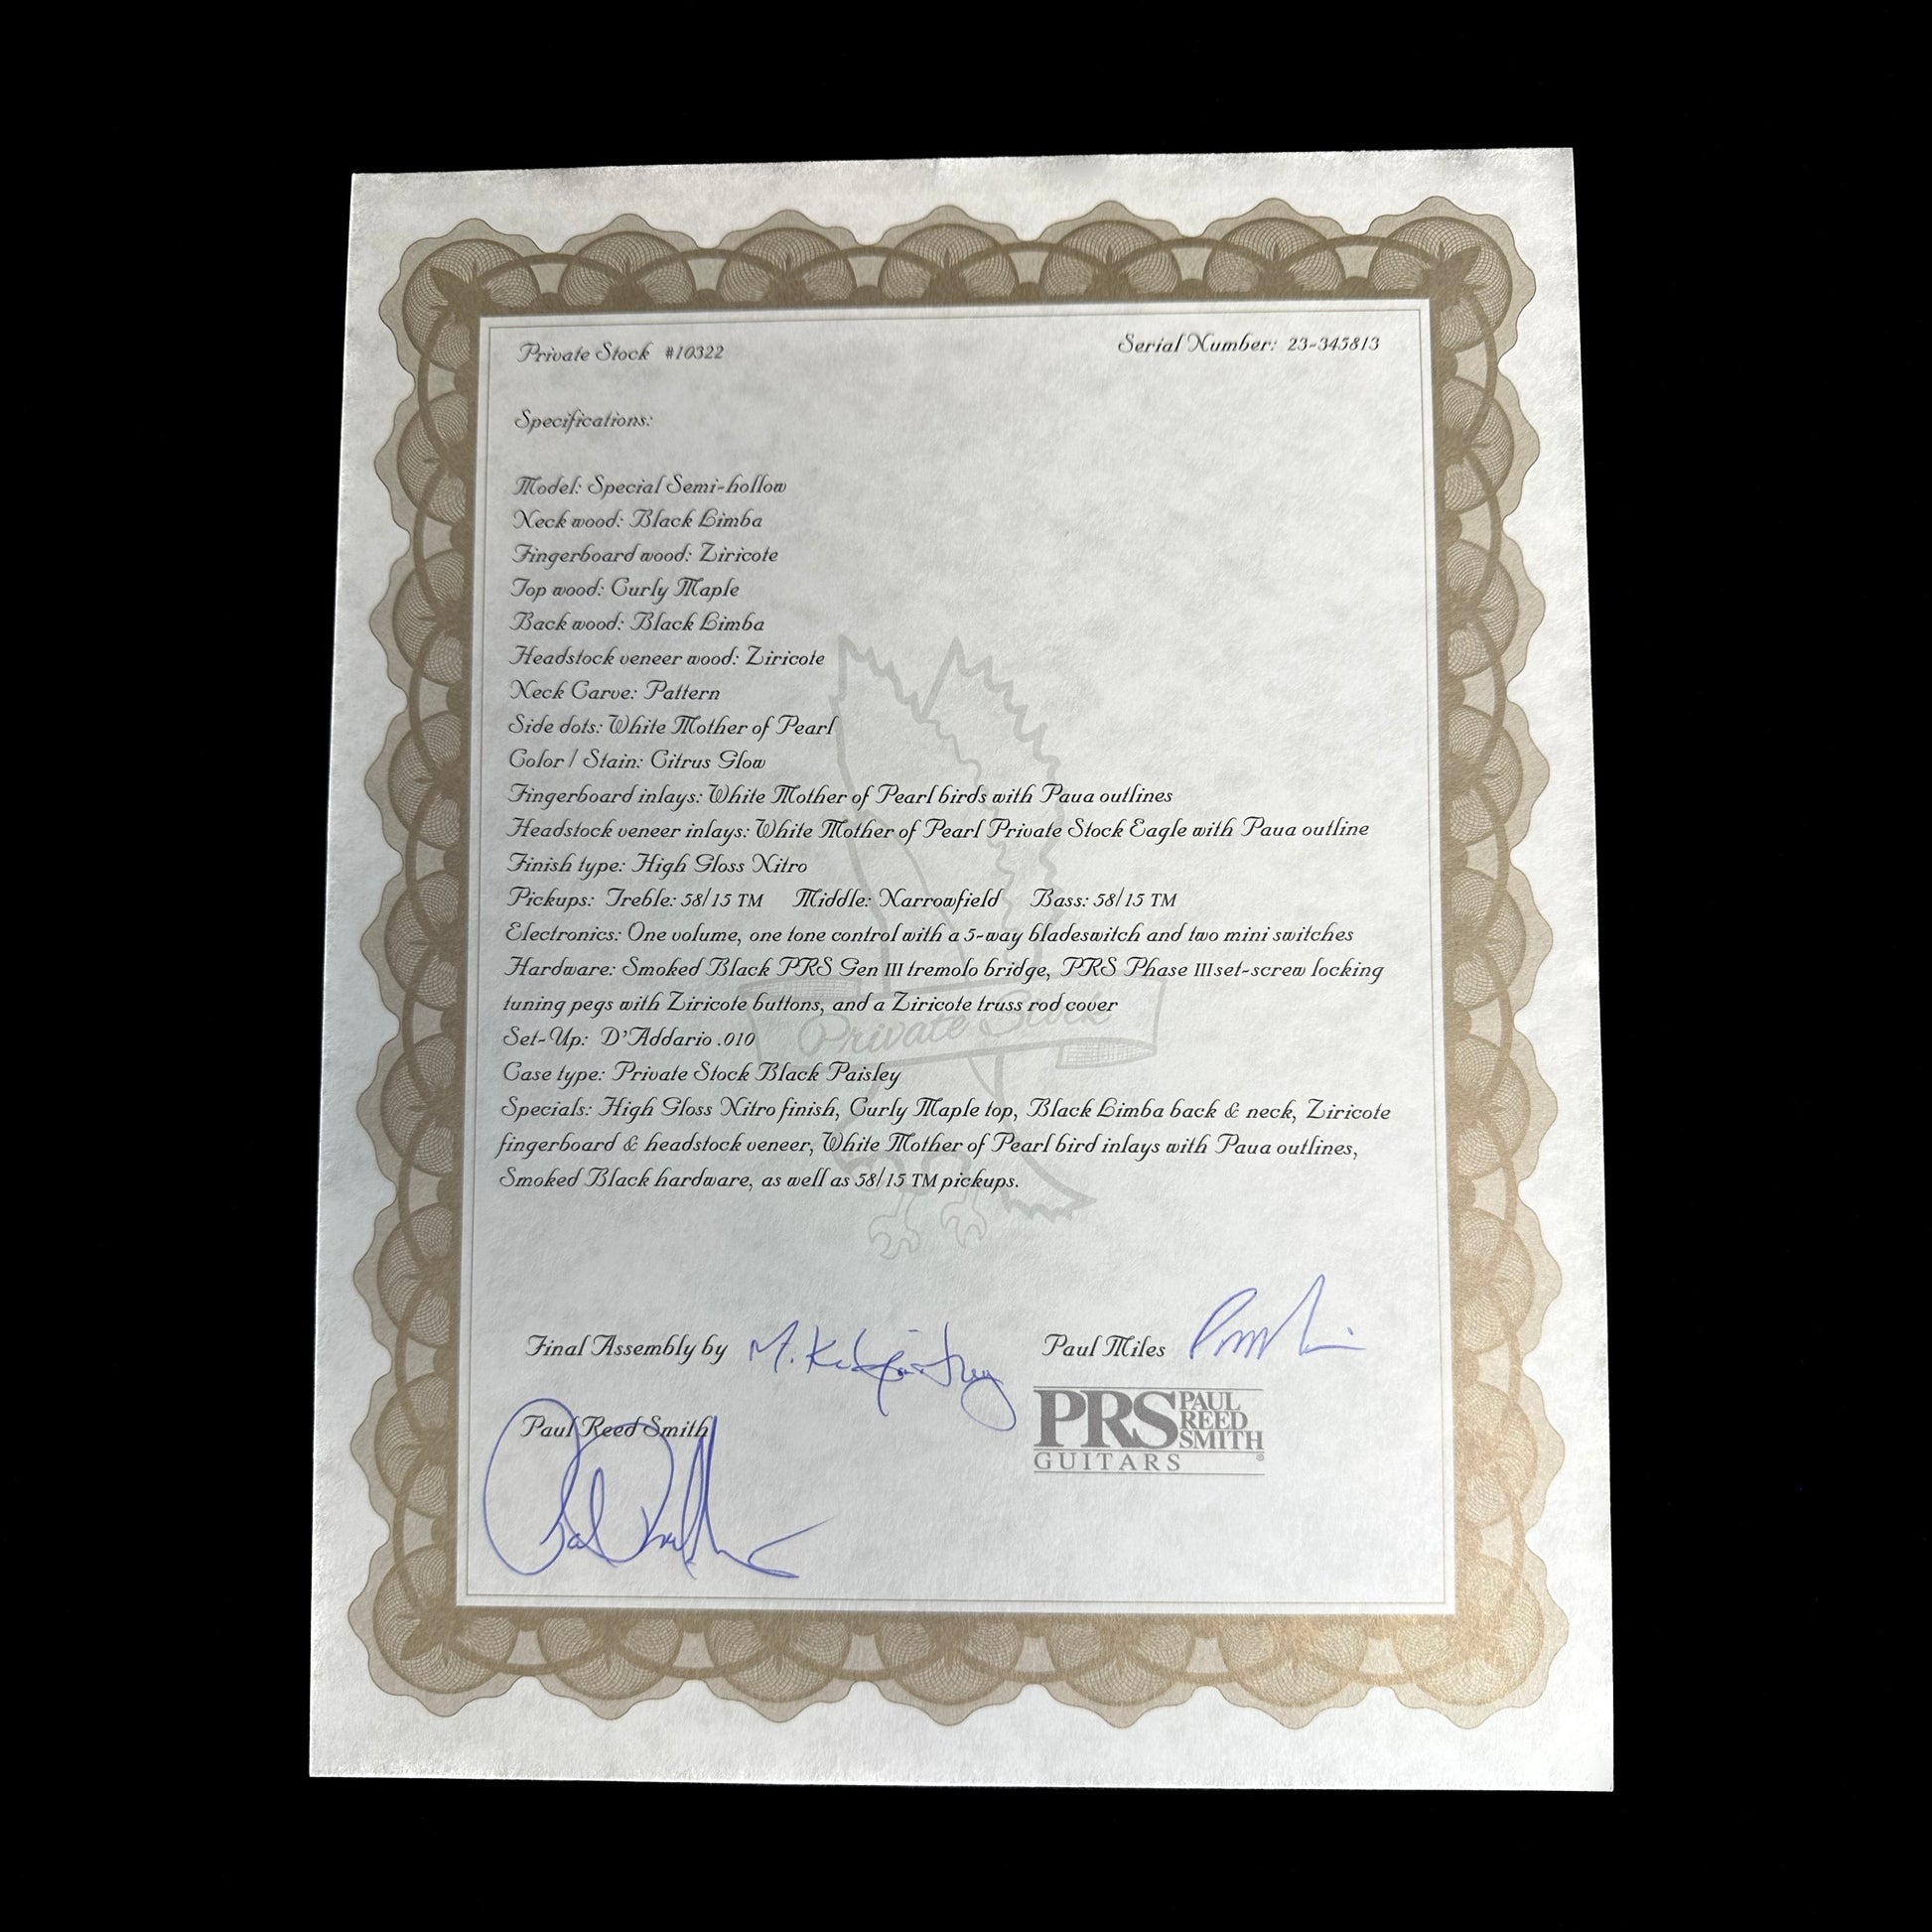 Private Stock #10322
Serial Number: 23-345813
Specifications:
Model: Special Semi-hollow
Neck wood: Black Limba
Fingerboard wood: Ziricote
Top wood: Curly Maple
Back wood: Black Limba
Headstock veneer wood: Ziricote
Neck Carve: Pattern
Side dots: White Mother of Pearl
Color / Stain: Citrus Glow
Fingerboard inlays: White Mother of Pearl birds with Paua outlines
Headstock veneer inlays: White Mother of Pearl Private Stock Eagle with Paua outline
Finish type: High Gloss Nitro
Pickups: Treble: 58/15 TM Middle: Narrowfield Bass: 58/15 TM
Electronics: One volume, one tone control with a 5-way bladeswitch and two mini switches
Hardware: Smoked Black PRS Gen III tremolo bridge, PRS Phase III set-screw locking
tuning pegs with Ziricote buttons, and a Ziricote truss rod cover
Private Stock
Set-Up: D'Addario .010
Case type: Private Stock Black Paisley
Specials: High Gloss Nitro finish, Curly Maple top, Black Limba back & neck, Ziricote
fingerboard & headstock veneer, White Mother of Pearl bird inlays with Paua outlines,
Smoked Black hardware, as well as 58/15 TM pickups.
Final Assembly by M.
Paul Miles
Paul Reed Smith
PRS PAUL
REED
SMITH
GUITARS